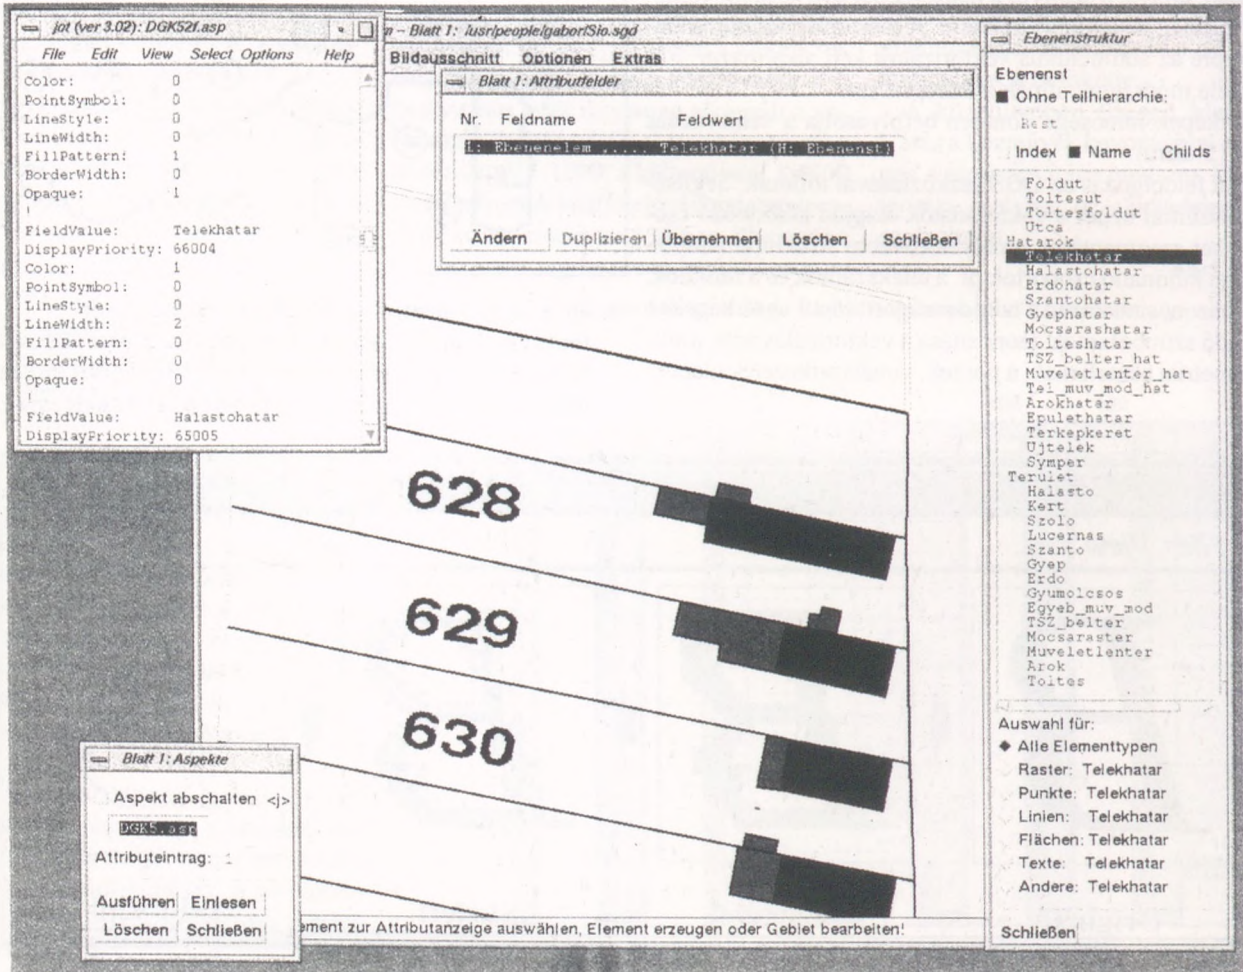 jot (ver 3.02): DGK52f.asp
File Edit View Select Options Help
Color: 0
PointSymbol: 0
LineStyle: 0
LineWidth: 0
FillPattern: 1
BorderWidth: 0
Opaque: 1
!
FieldValue: Telekhatar
DisplayPriority: 66004
Color: 1
PointSymbol: 0
LineStyle: 0
LineWidth: 2
FillPattern: 0
BorderWidth: 0
Opaque: 0
!
FieldValue: Halastohatar
DisplayPriority: 65005
– Blatt 1: /usr/people/gabor/Sio.sgd
Bildausschnitt Optionen Extras
Blatt 1: Attributfelder
Nr. Feldname Feldwert
1: Ebenenelem ..... Telekhatar (H: Ebenenst)
Ändern Duplizieren Übernehmen Löschen Schließen
628
629
630
Blatt 1: Aspekte
Aspekt abschalten <j>
DGK5.asp
Attributeintrag: 1
Ausführen Einlesen
Löschen Schließen
ement zur Attributanzeige auswählen, Element erzeugen oder Gebiet bearbeiten!
Ebenenstruktur
Ebenenst
Ohne Teilhierarchie:
Rest
Index Name Childs
Foldut
Toltesut
Toltesfoldut
Utca
Hatarok
Telekhatar
Halastohatar
Erdohatar
Szantohatar
Gyephatar
Mocsarashatar
Tolteshatar
TSZ_belter_hat
Muveletlenter_hat
Tel_muv_mod_hat
Arokhatar
Epulethatar
Terkepkeret
Ujtelek
Symper
Terulet
Halasto
Kert
Szolo
Lucernas
Szanto
Gyep
Erdo
Gyumolcsos
Egyeb_muv_mod
TSZ_belter
Mocsaraster
Muveletlenter
Arok
Toltes
Auswahl für:
Alle Elementtypen
Raster: Telekhatar
Punkte: Telekhatar
Linien: Telekhatar
Flächen: Telekhatar
Texte: Telekhatar
Andere: Telekhatar
Schließen